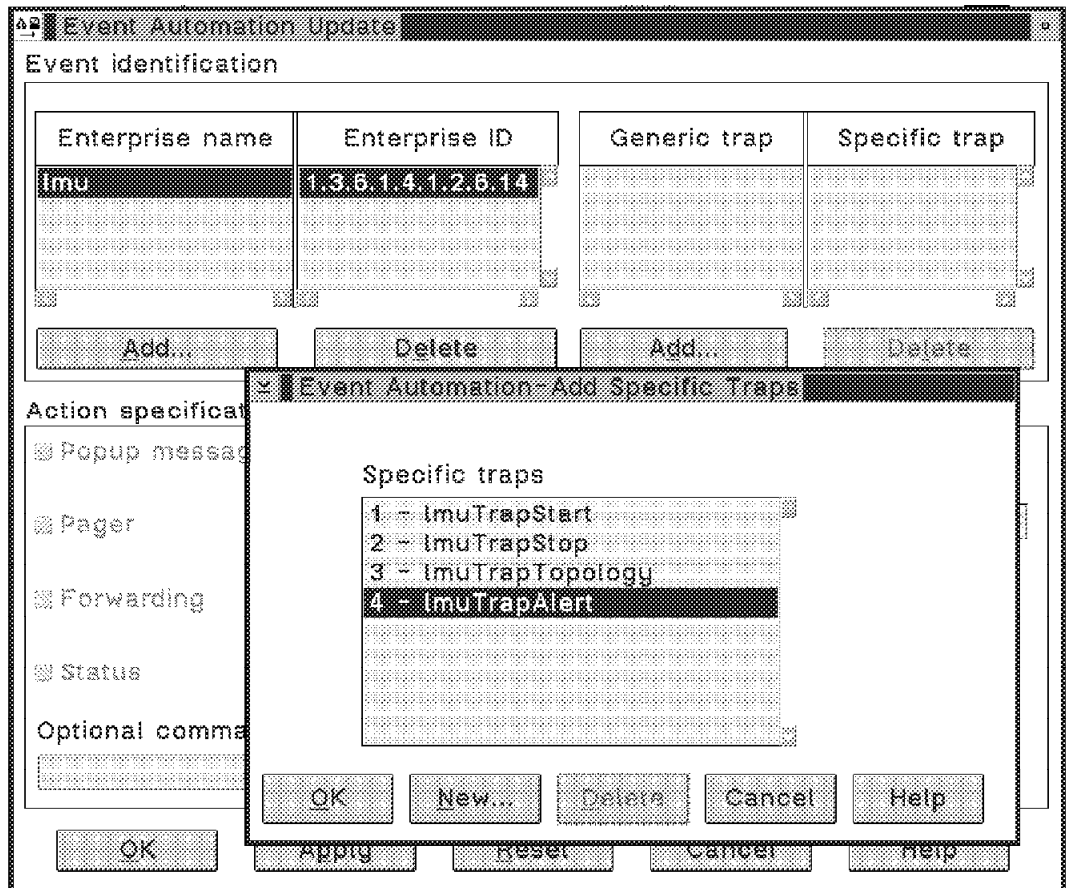 Event Automation Update
Event identification
Enterprise name Enterprise ID Generic trap Specific trap
lmu 1.3.6.1.4.1.2.6.14
Add... Delete Add... Delete
Event Automation-Add Specific Traps
Action specificat
Popup messag
Specific traps
1 - lmuTrapStart
Pager
2 - lmuTrapStop
3 - lmuTrapTopology
Forwarding
4 - lmuTrapAlert
Status
Optional comma
OK New... Delete Cancel Help
OK Apply Reset Cancel Help